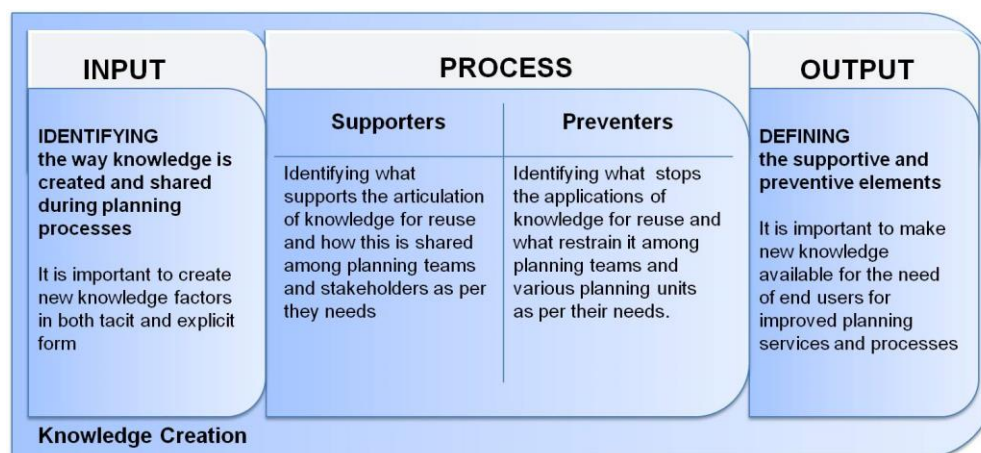 INPUT
IDENTIFYING
the way knowledge is
created and shared
during planning
processes
It is important to create
new knowledge factors
in both tacit and explicit
form
PROCESS
Supporters
Identifying what
supports the articulation
of knowledge for reuse
and how this is shared
among planning teams
and stakeholders as per
they needs
Preventers
Identifying what stops
the applications of
knowledge for reuse and
what restrain it among
planning teams and
various planning units
as per their needs.
OUTPUT
DEFINING
the supportive and
preventive elements
It is important to make
new knowledge
available for the need
of end users for
improved planning
services and processes
Knowledge Creation